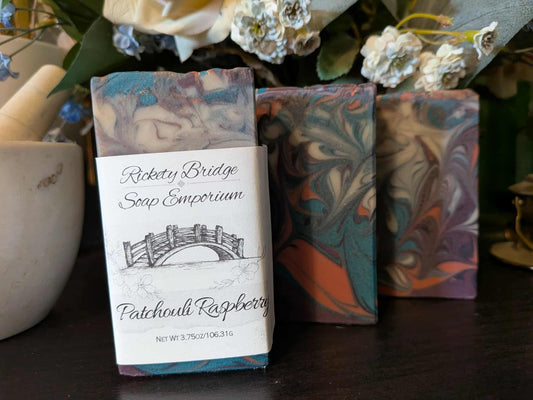 Rickety Bridge
Soap Emporium
Patchouli Raspberry
Net Wt 3.75oz/106.31g